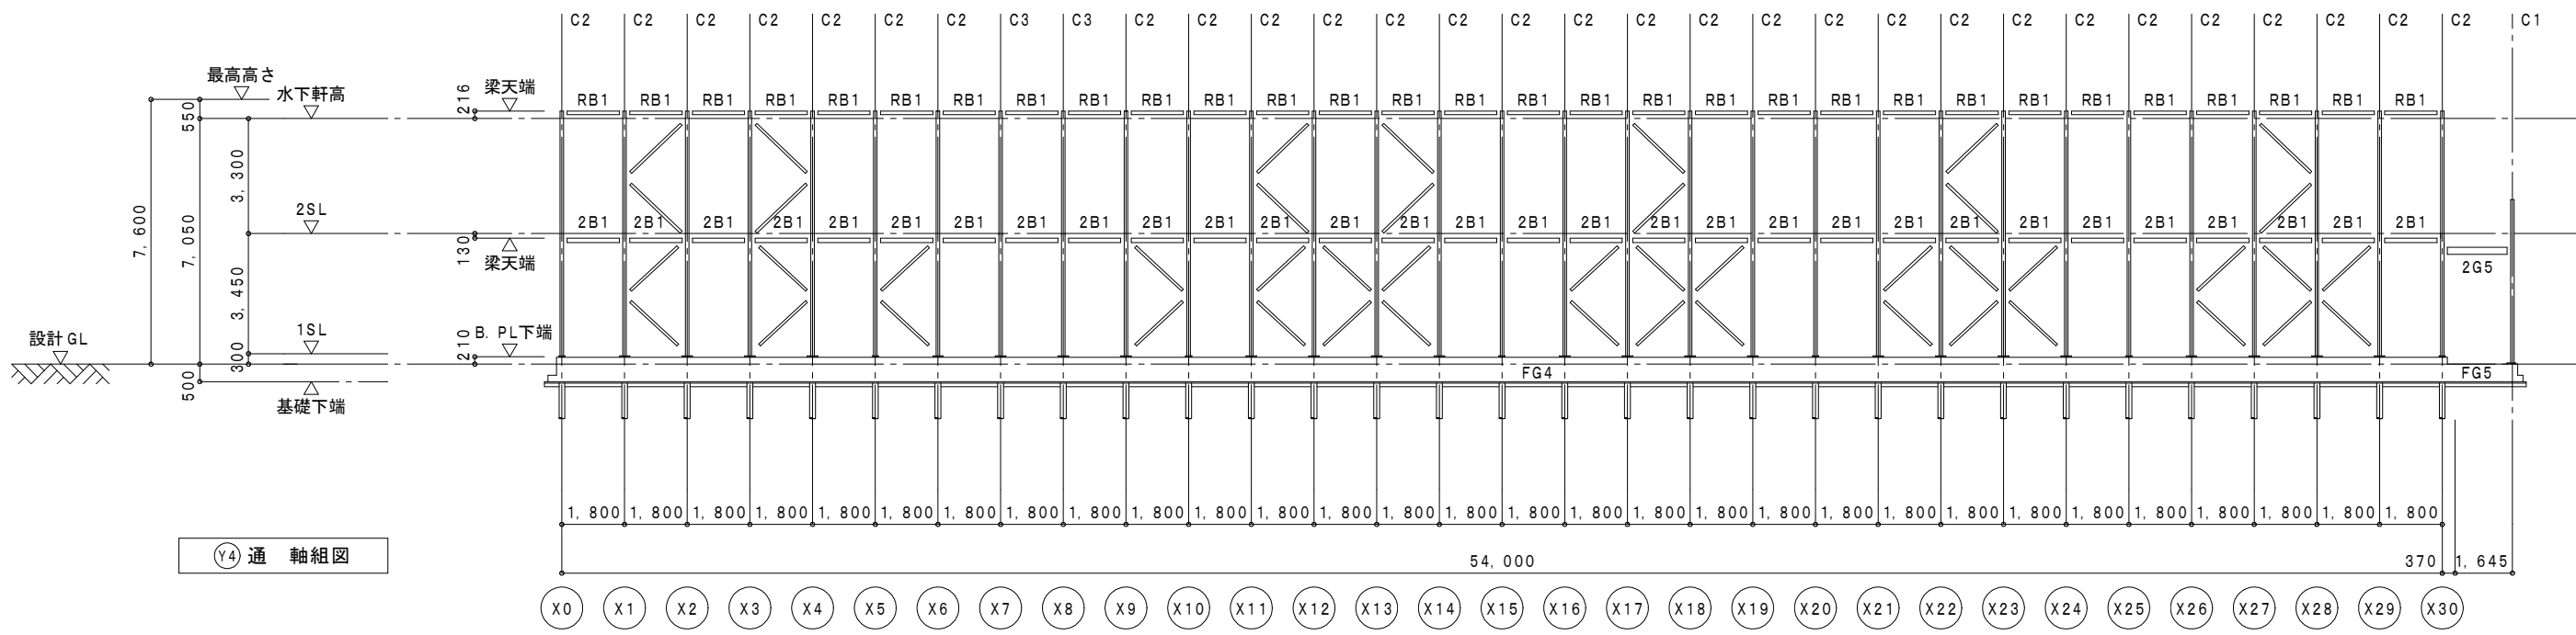 C2 C2 C2 C2 C2 C2 C2 C3 C3 C2 C2 C2 C2 C2 C2 C2 C2 C2 C2 C2 C2 C2 C2 C2 C2 C2 C2 C2 C2 C2 C2 C1
最高高さ
水下軒高
梁天端
216
550
RB1 RB1 RB1 RB1 RB1 RB1 RB1 RB1 RB1 RB1 RB1 RB1 RB1 RB1 RB1 RB1 RB1 RB1 RB1 RB1 RB1 RB1 RB1 RB1 RB1 RB1 RB1 RB1 RB1 RB1
3,300
7,600
7,050
2SL
130
梁天端
2B1 2B1 2B1 2B1 2B1 2B1 2B1 2B1 2B1 2B1 2B1 2B1 2B1 2B1 2B1 2B1 2B1 2B1 2B1 2B1 2B1 2B1 2B1 2B1 2B1 2B1 2B1 2B1 2B1 2B1
2G5
3,450
設計GL
1SL
210
B.PL下端
300
500
基礎下端
FG4
FG5
1,800 1,800 1,800 1,800 1,800 1,800 1,800 1,800 1,800 1,800 1,800 1,800 1,800 1,800 1,800 1,800 1,800 1,800 1,800 1,800 1,800 1,800 1,800 1,800 1,800 1,800 1,800 1,800 1,800 1,800
Y4 通 軸組図
54,000 370 1,645
X0 X1 X2 X3 X4 X5 X6 X7 X8 X9 X10 X11 X12 X13 X14 X15 X16 X17 X18 X19 X20 X21 X22 X23 X24 X25 X26 X27 X28 X29 X30